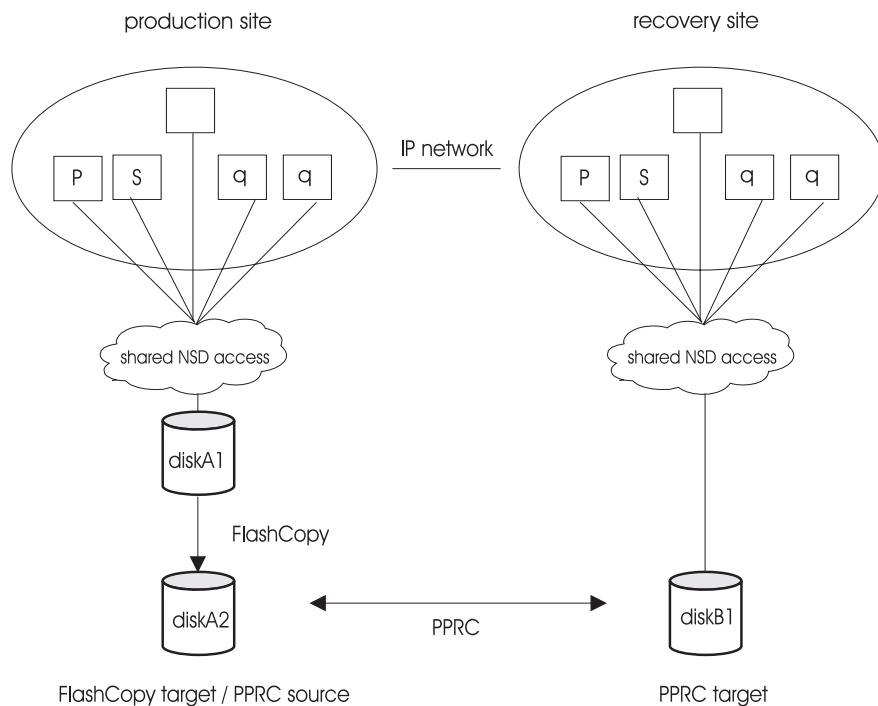 production site
recovery site
IP network
P
S
q
q
P
S
q
q
shared NSD access
shared NSD access
diskA1
FlashCopy
diskA2
PPRC
diskB1
FlashCopy target / PPRC source
PPRC target